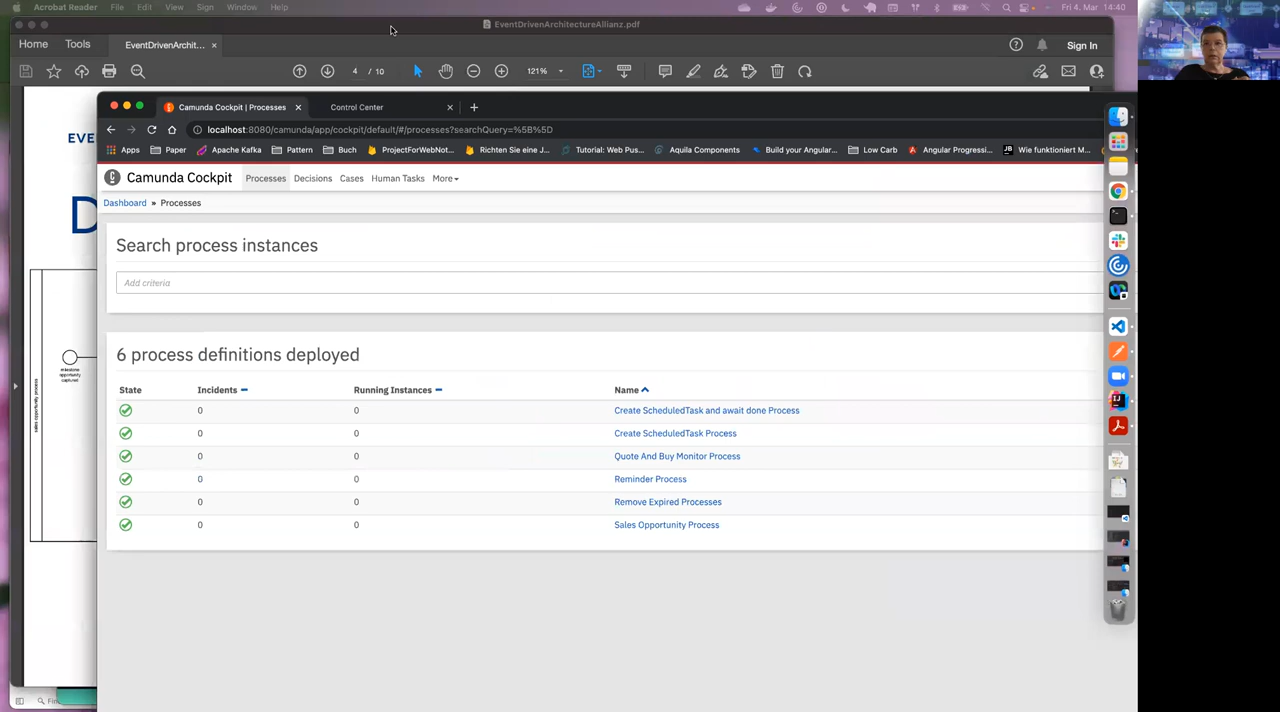 Acrobat Reader File Edit View Sign Window Help Fri 4. Mar 14:40
EventDrivenArchitectureAllianz.pdf
Home Tools EventDrivenArchit... × Sign In
4 / 10 121%
EVE
D
Camunda Cockpit | Processes × Control Center × +
localhost:8080/camunda/app/cockpit/default/#/processes?searchQuery=%5B%5D
Apps Paper Apache Kafka Pattern Buch ProjectForWebNot... Richten Sie eine J... Tutorial: Web Pus... Aquila Components Build your Angular... Low Carb Angular Progressi... Wie funktioniert M...
Camunda Cockpit Processes Decisions Cases Human Tasks More
Dashboard » Processes
Search process instances
Add criteria
6 process definitions deployed
State Incidents Running Instances Name
0 0 Create ScheduledTask and await done Process
0 0 Create ScheduledTask Process
0 0 Quote And Buy Monitor Process
0 0 Reminder Process
0 0 Remove Expired Processes
0 0 Sales Opportunity Process
sales opportunity process
opportunity
captured
Fin